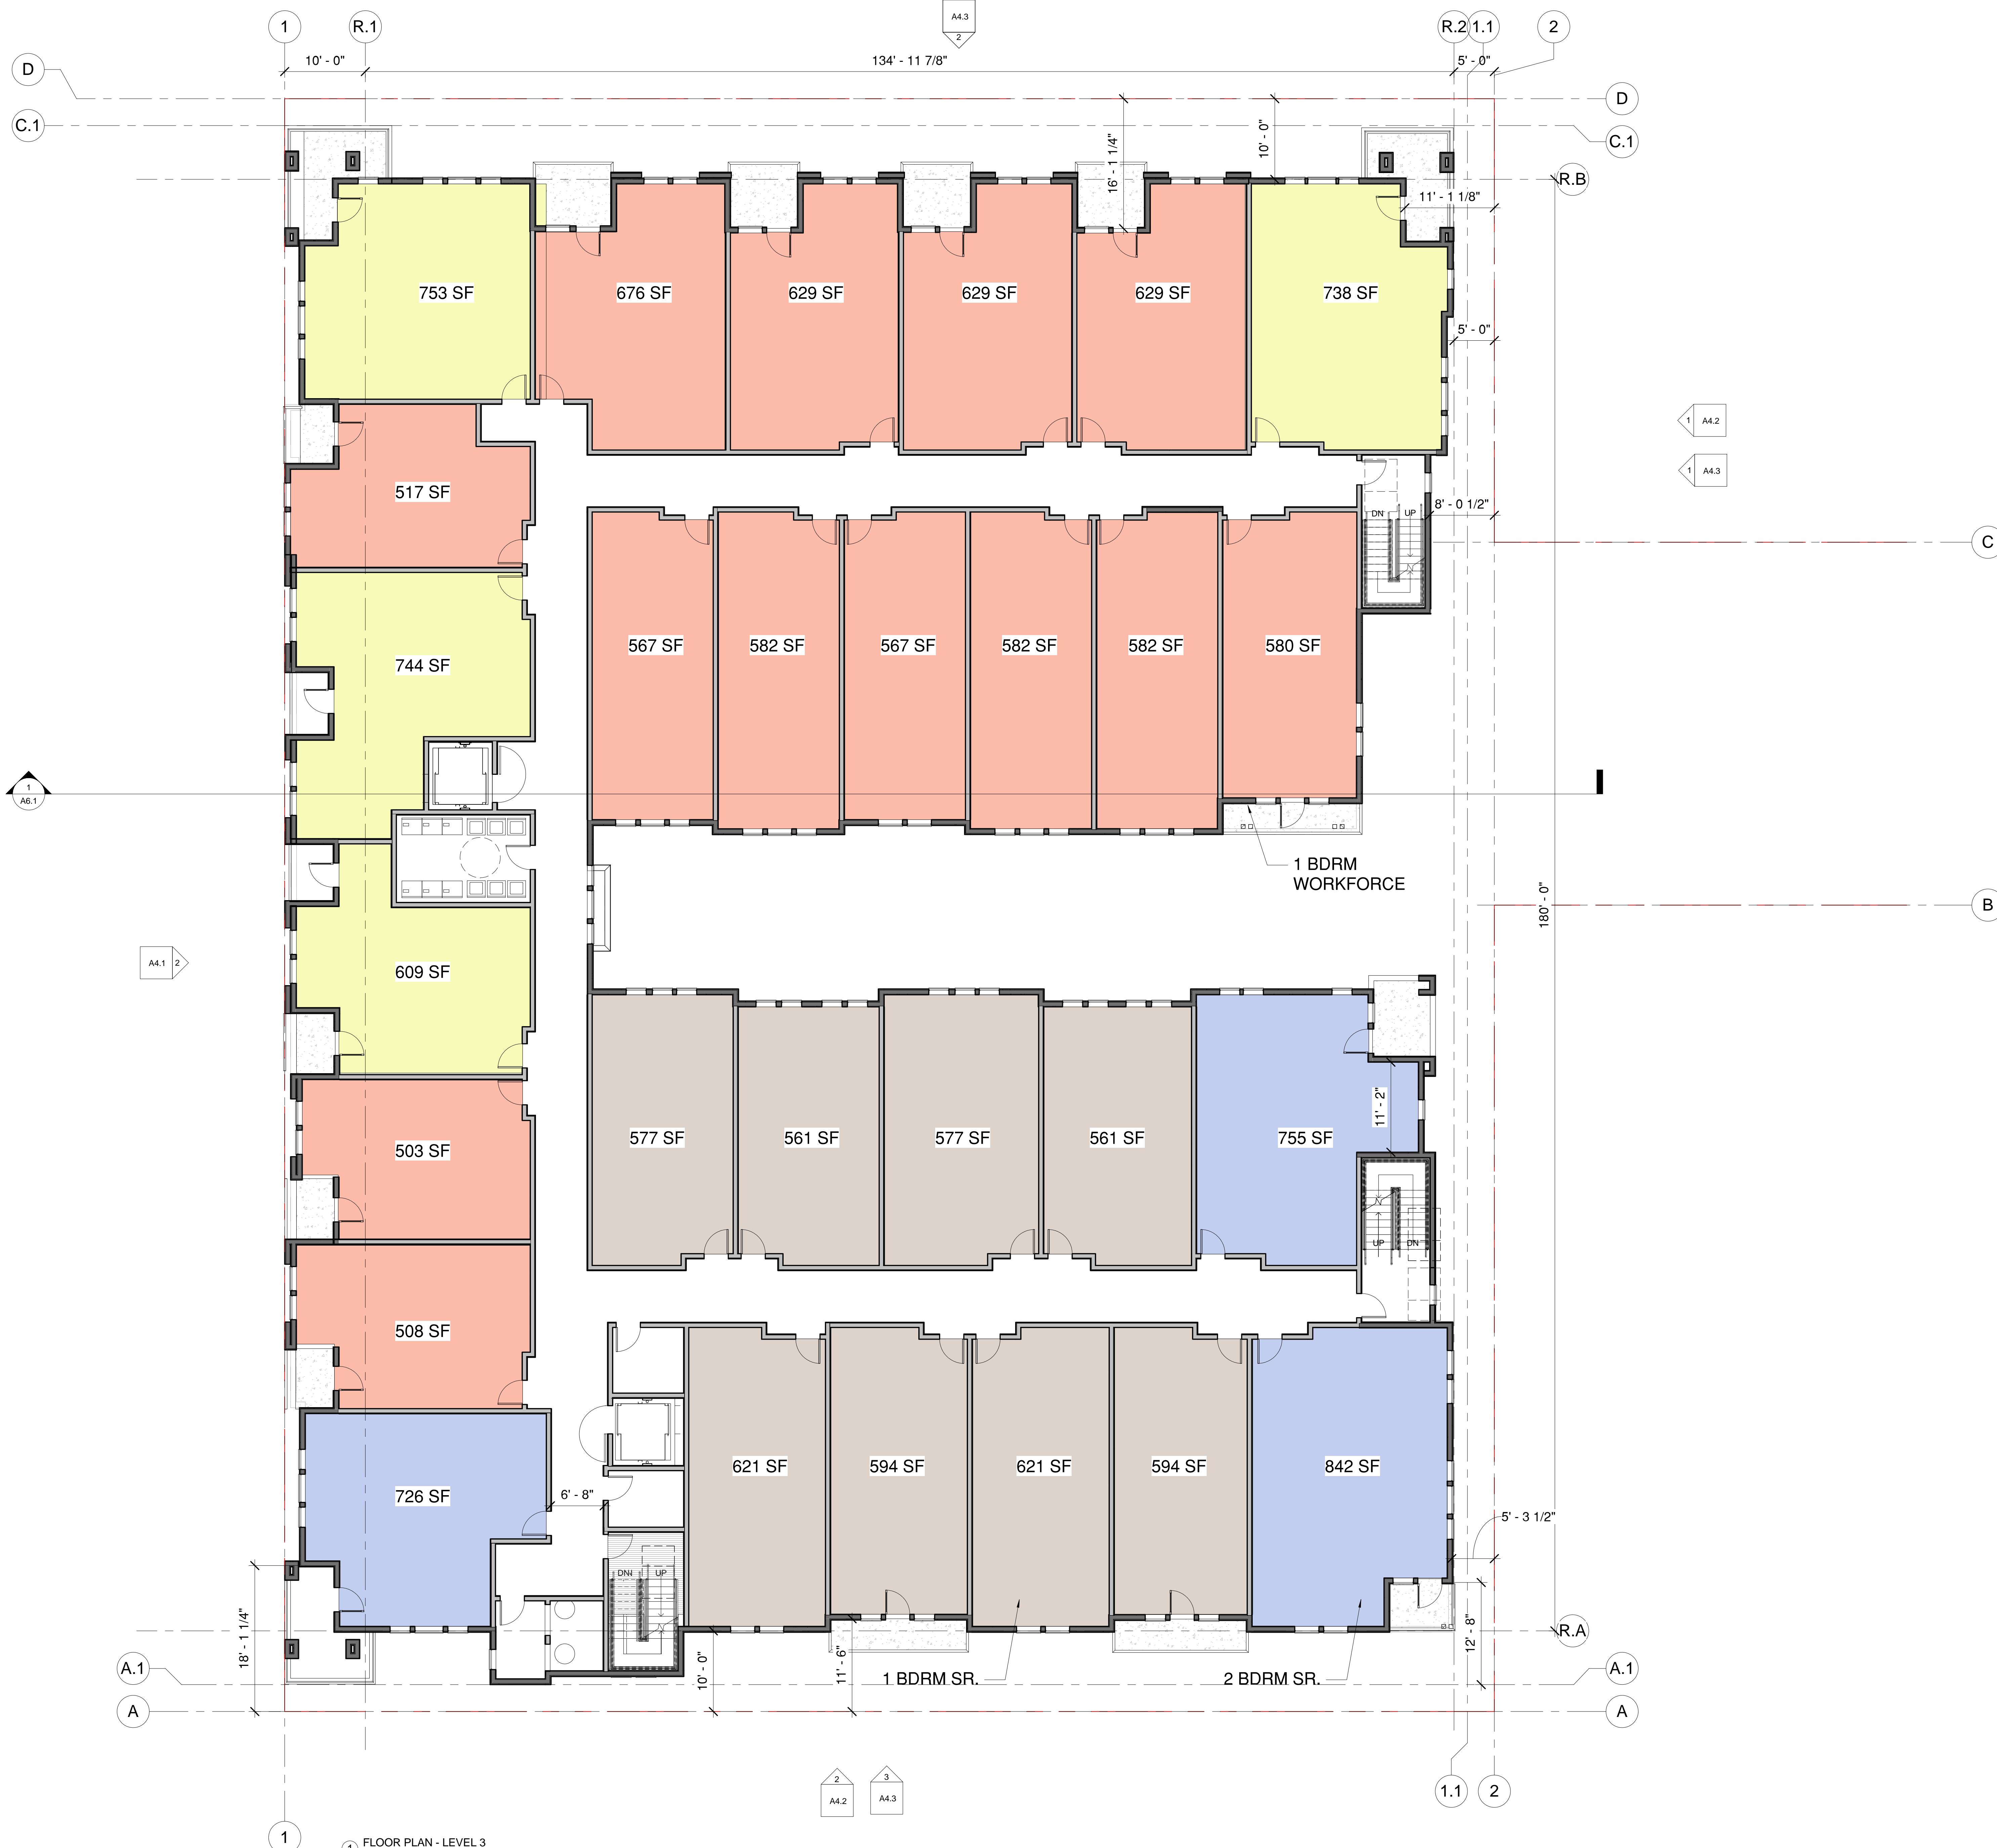 A4.3
2
1
R.1
R.2
1.1
2
10' - 0"
134' - 11 7/8"
5' - 0"
D
D
C.1
C.1
16' - 1 1/4"
10' - 0"
R.B
11' - 1 1/8"
753 SF
676 SF
629 SF
629 SF
629 SF
738 SF
5' - 0"
1
A4.2
1
A4.3
517 SF
8' - 0 1/2"
DN
UP
C
567 SF
582 SF
567 SF
582 SF
582 SF
580 SF
744 SF
1
A6.1
1 BDRM
WORKFORCE
180' - 0"
B
A4.1
2
609 SF
11' - 2"
503 SF
577 SF
561 SF
577 SF
561 SF
755 SF
UP
DN
508 SF
621 SF
594 SF
621 SF
594 SF
842 SF
726 SF
6' - 8"
5' - 3 1/2"
DN
UP
18' - 1 1/4"
10' - 0"
11' - 6"
12' - 8"
R.A
1 BDRM SR.
2 BDRM SR.
A.1
A.1
A
A
2
A4.2
3
A4.3
1.1
2
1
FLOOR PLAN - LEVEL 3